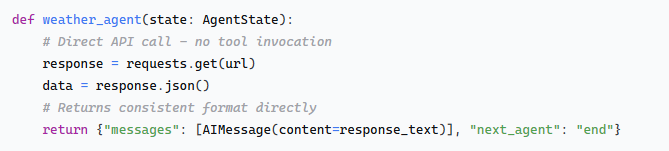 def weather_agent(state: AgentState):
    # Direct API call – no tool invocation
    response = requests.get(url)
    data = response.json()
    # Returns consistent format directly
    return {"messages": [AIMessage(content=response_text)], "next_agent": "end"}